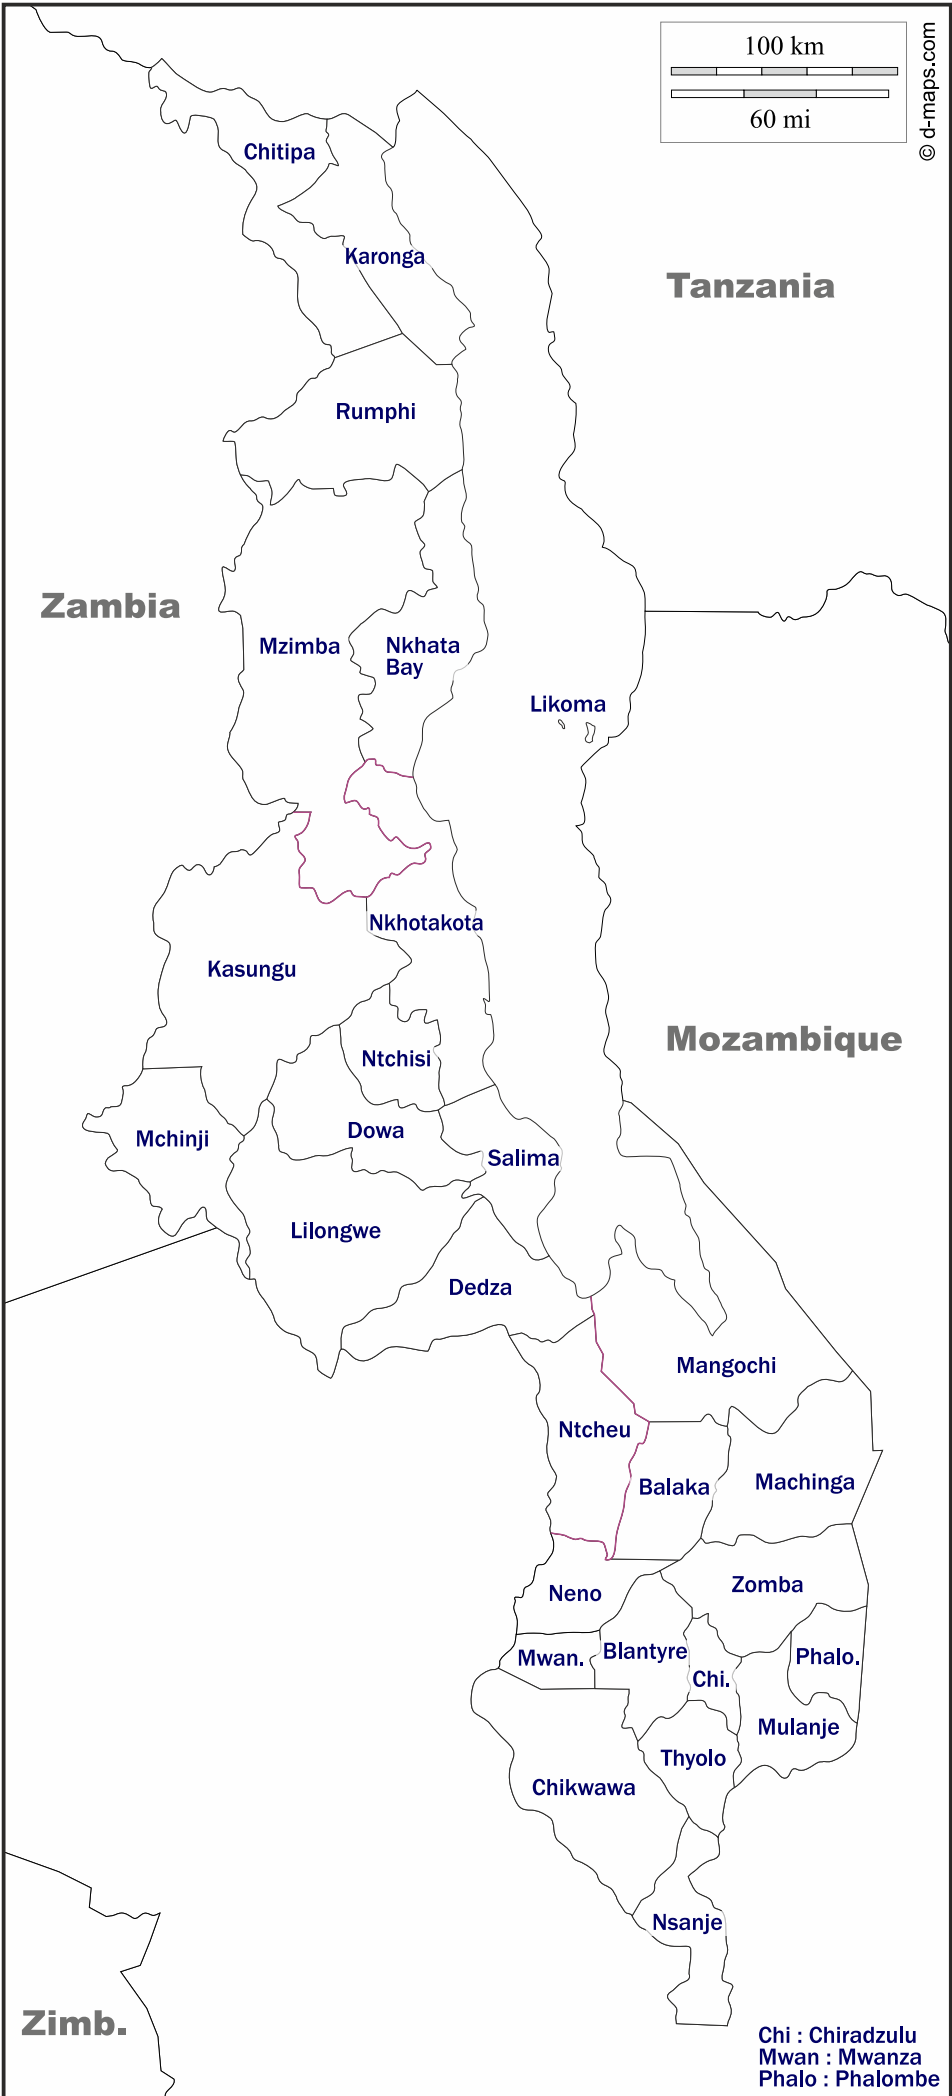 100 km
60 mi
© d-maps.com
Chitipa
Karonga
Tanzania
Rumphi
Zambia
Mzimba
Nkhata
Bay
Likoma
Nkhotakota
Kasungu
Mozambique
Ntchisi
Dowa
Mchinji
Salima
Lilongwe
Dedza
Mangochi
Ntcheu
Machinga
Balaka
Zomba
Neno
Blantyre
Mwan.
Phalo.
Chi.
Mulanje
Thyolo
Chikwawa
Nsanje
Zimb.
Chi : Chiradzulu
Mwan : Mwanza
Phalo : Phalombe